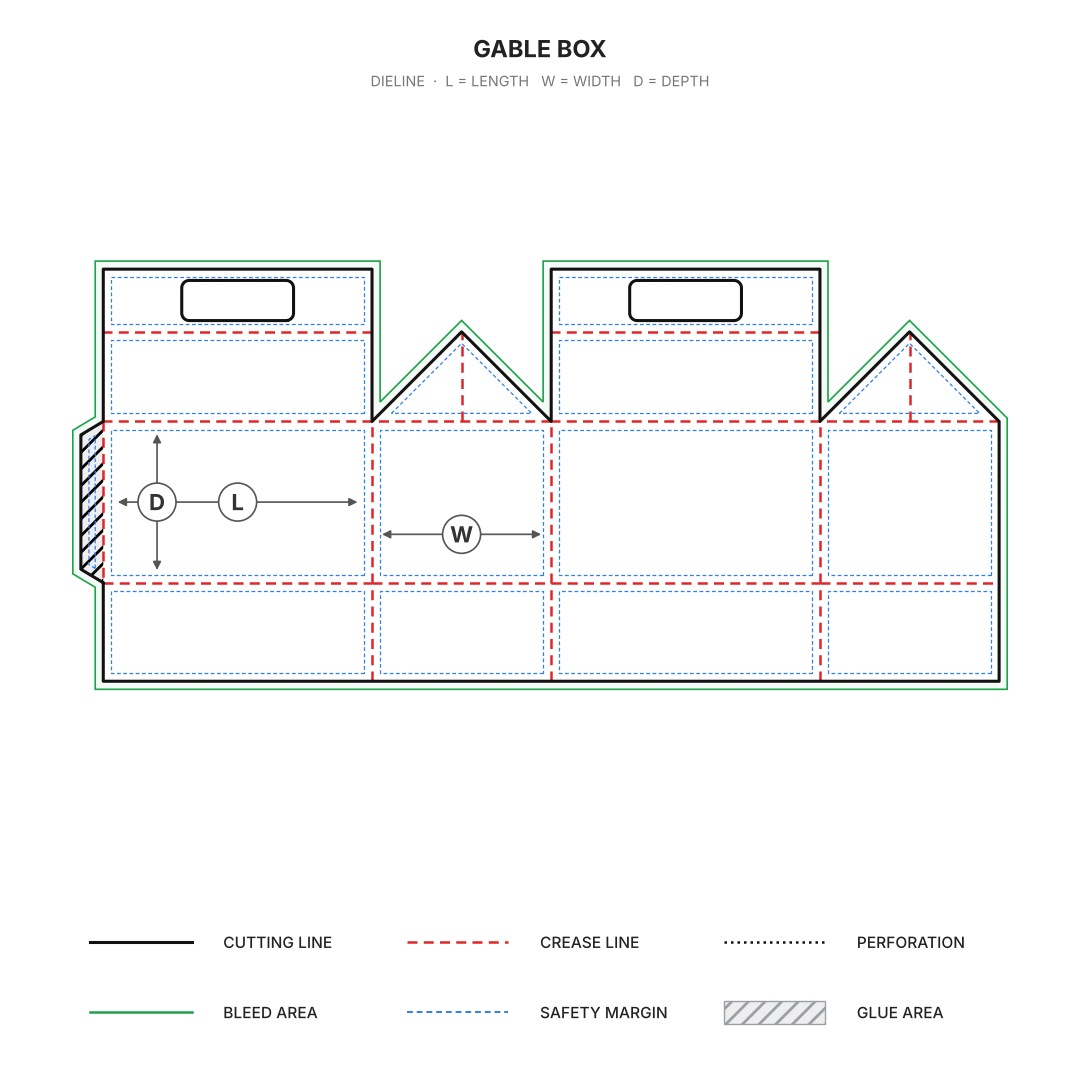 GABLE BOX
DIELINE · L = LENGTH W = WIDTH D = DEPTH
D
L
W
CUTTING LINE
CREASE LINE
PERFORATION
BLEED AREA
SAFETY MARGIN
GLUE AREA